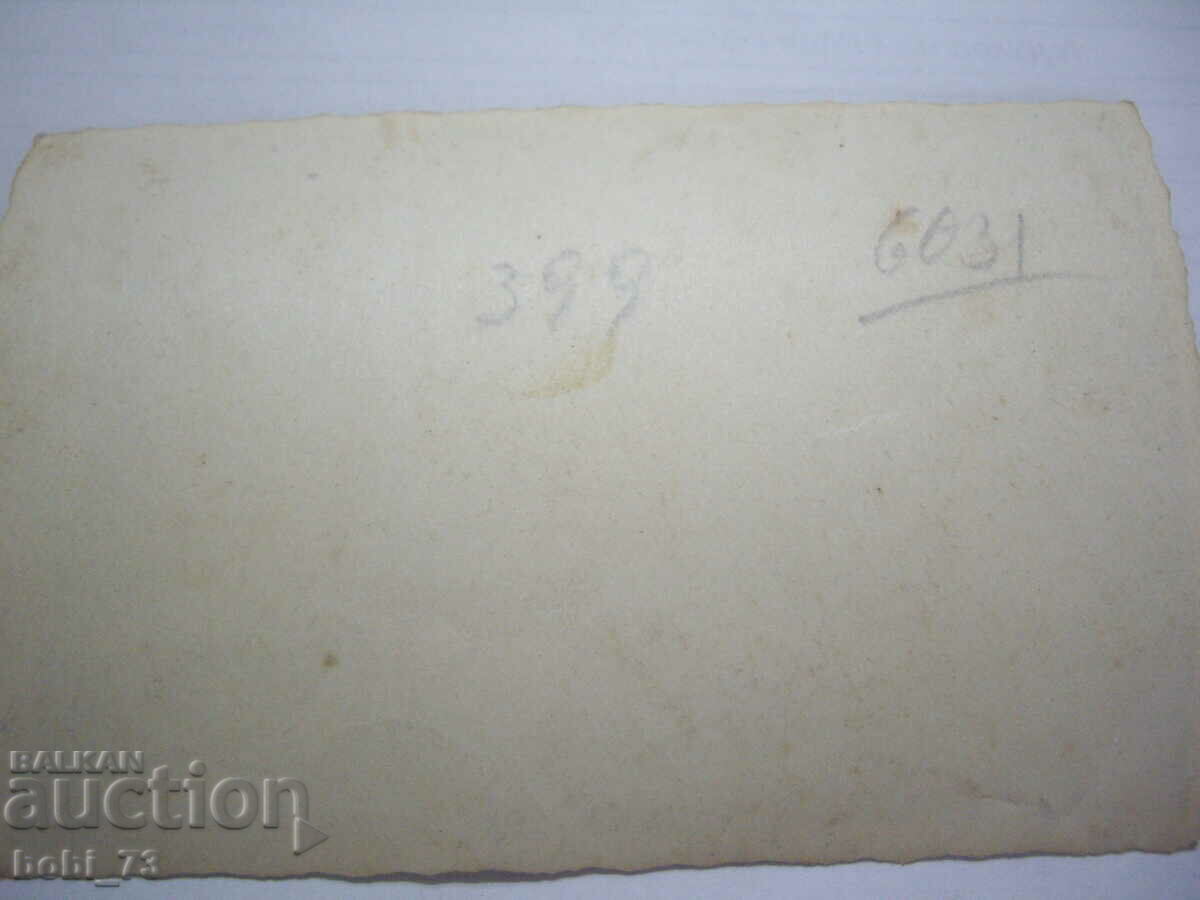 6031
399
BALKAN
auction
bobi_73